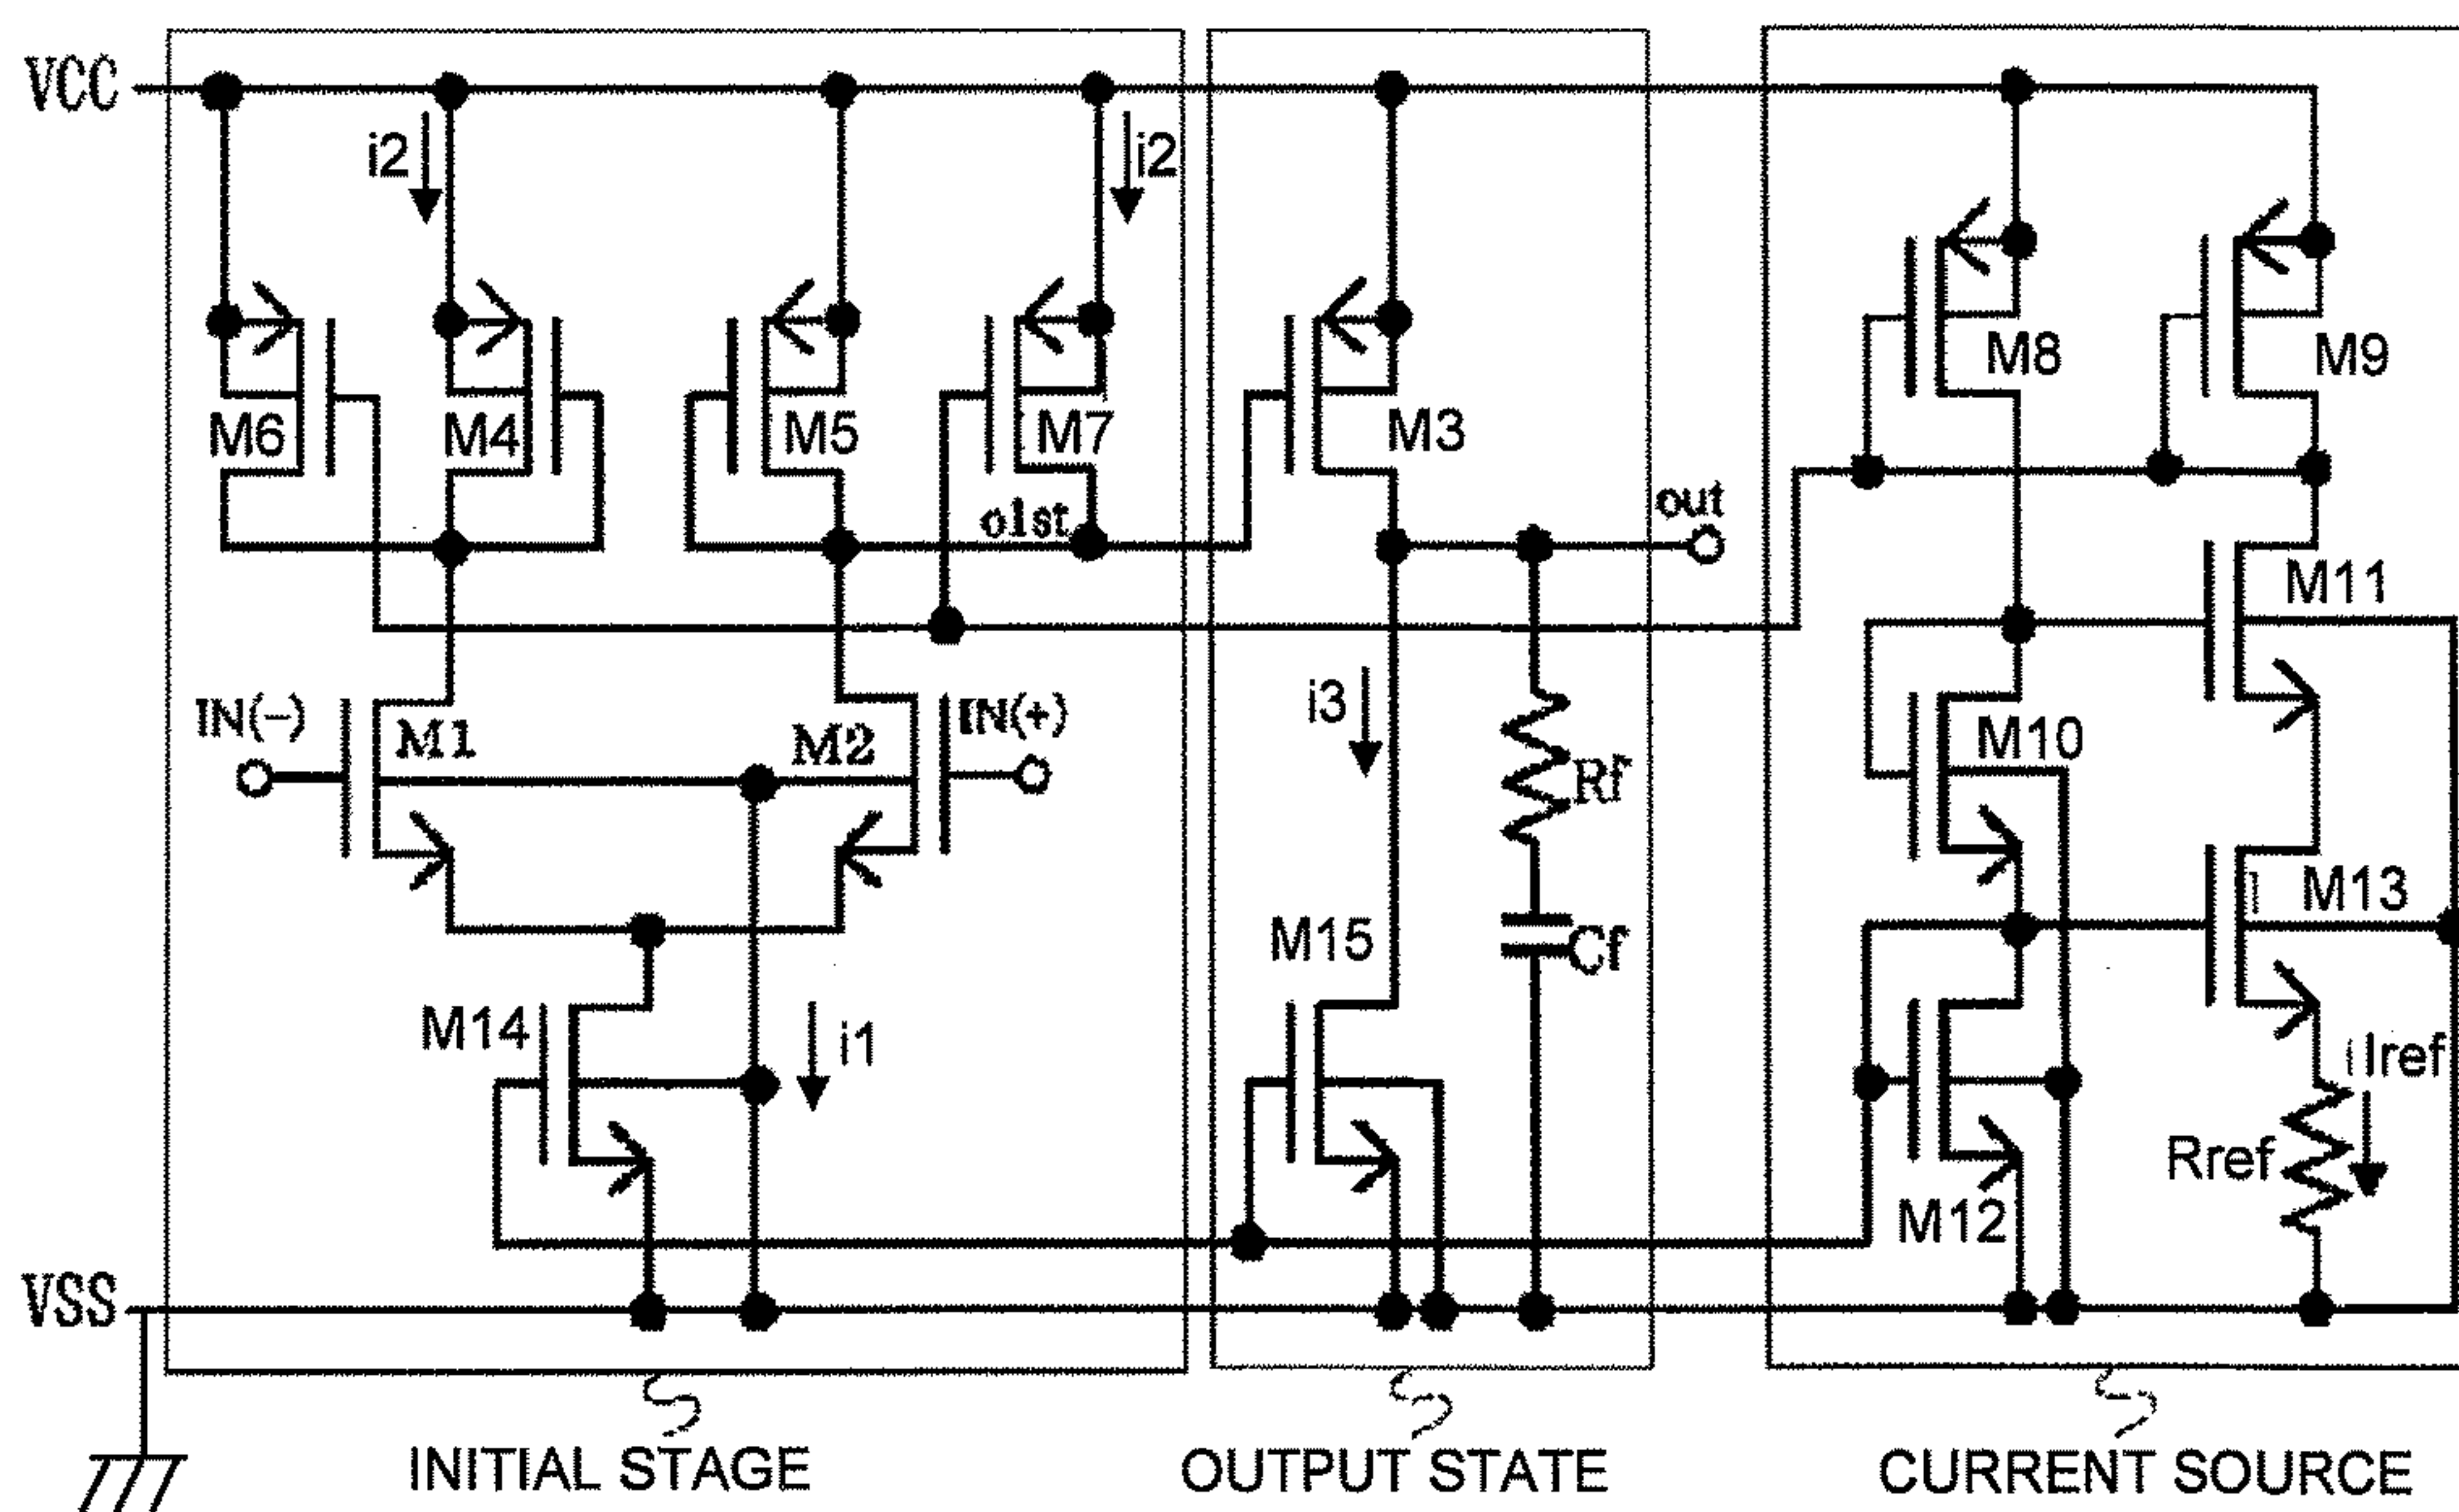 VCC
i2
i2
M6
M4
M5
M7
M3
M8
M9
o1st
out
M11
IN(−)
M1
M2
IN(+)
i3
M10
Rf
M13
M15
Cf
M14
i1
Iref
Rref
M12
VSS
INITIAL STAGE
OUTPUT STATE
CURRENT SOURCE